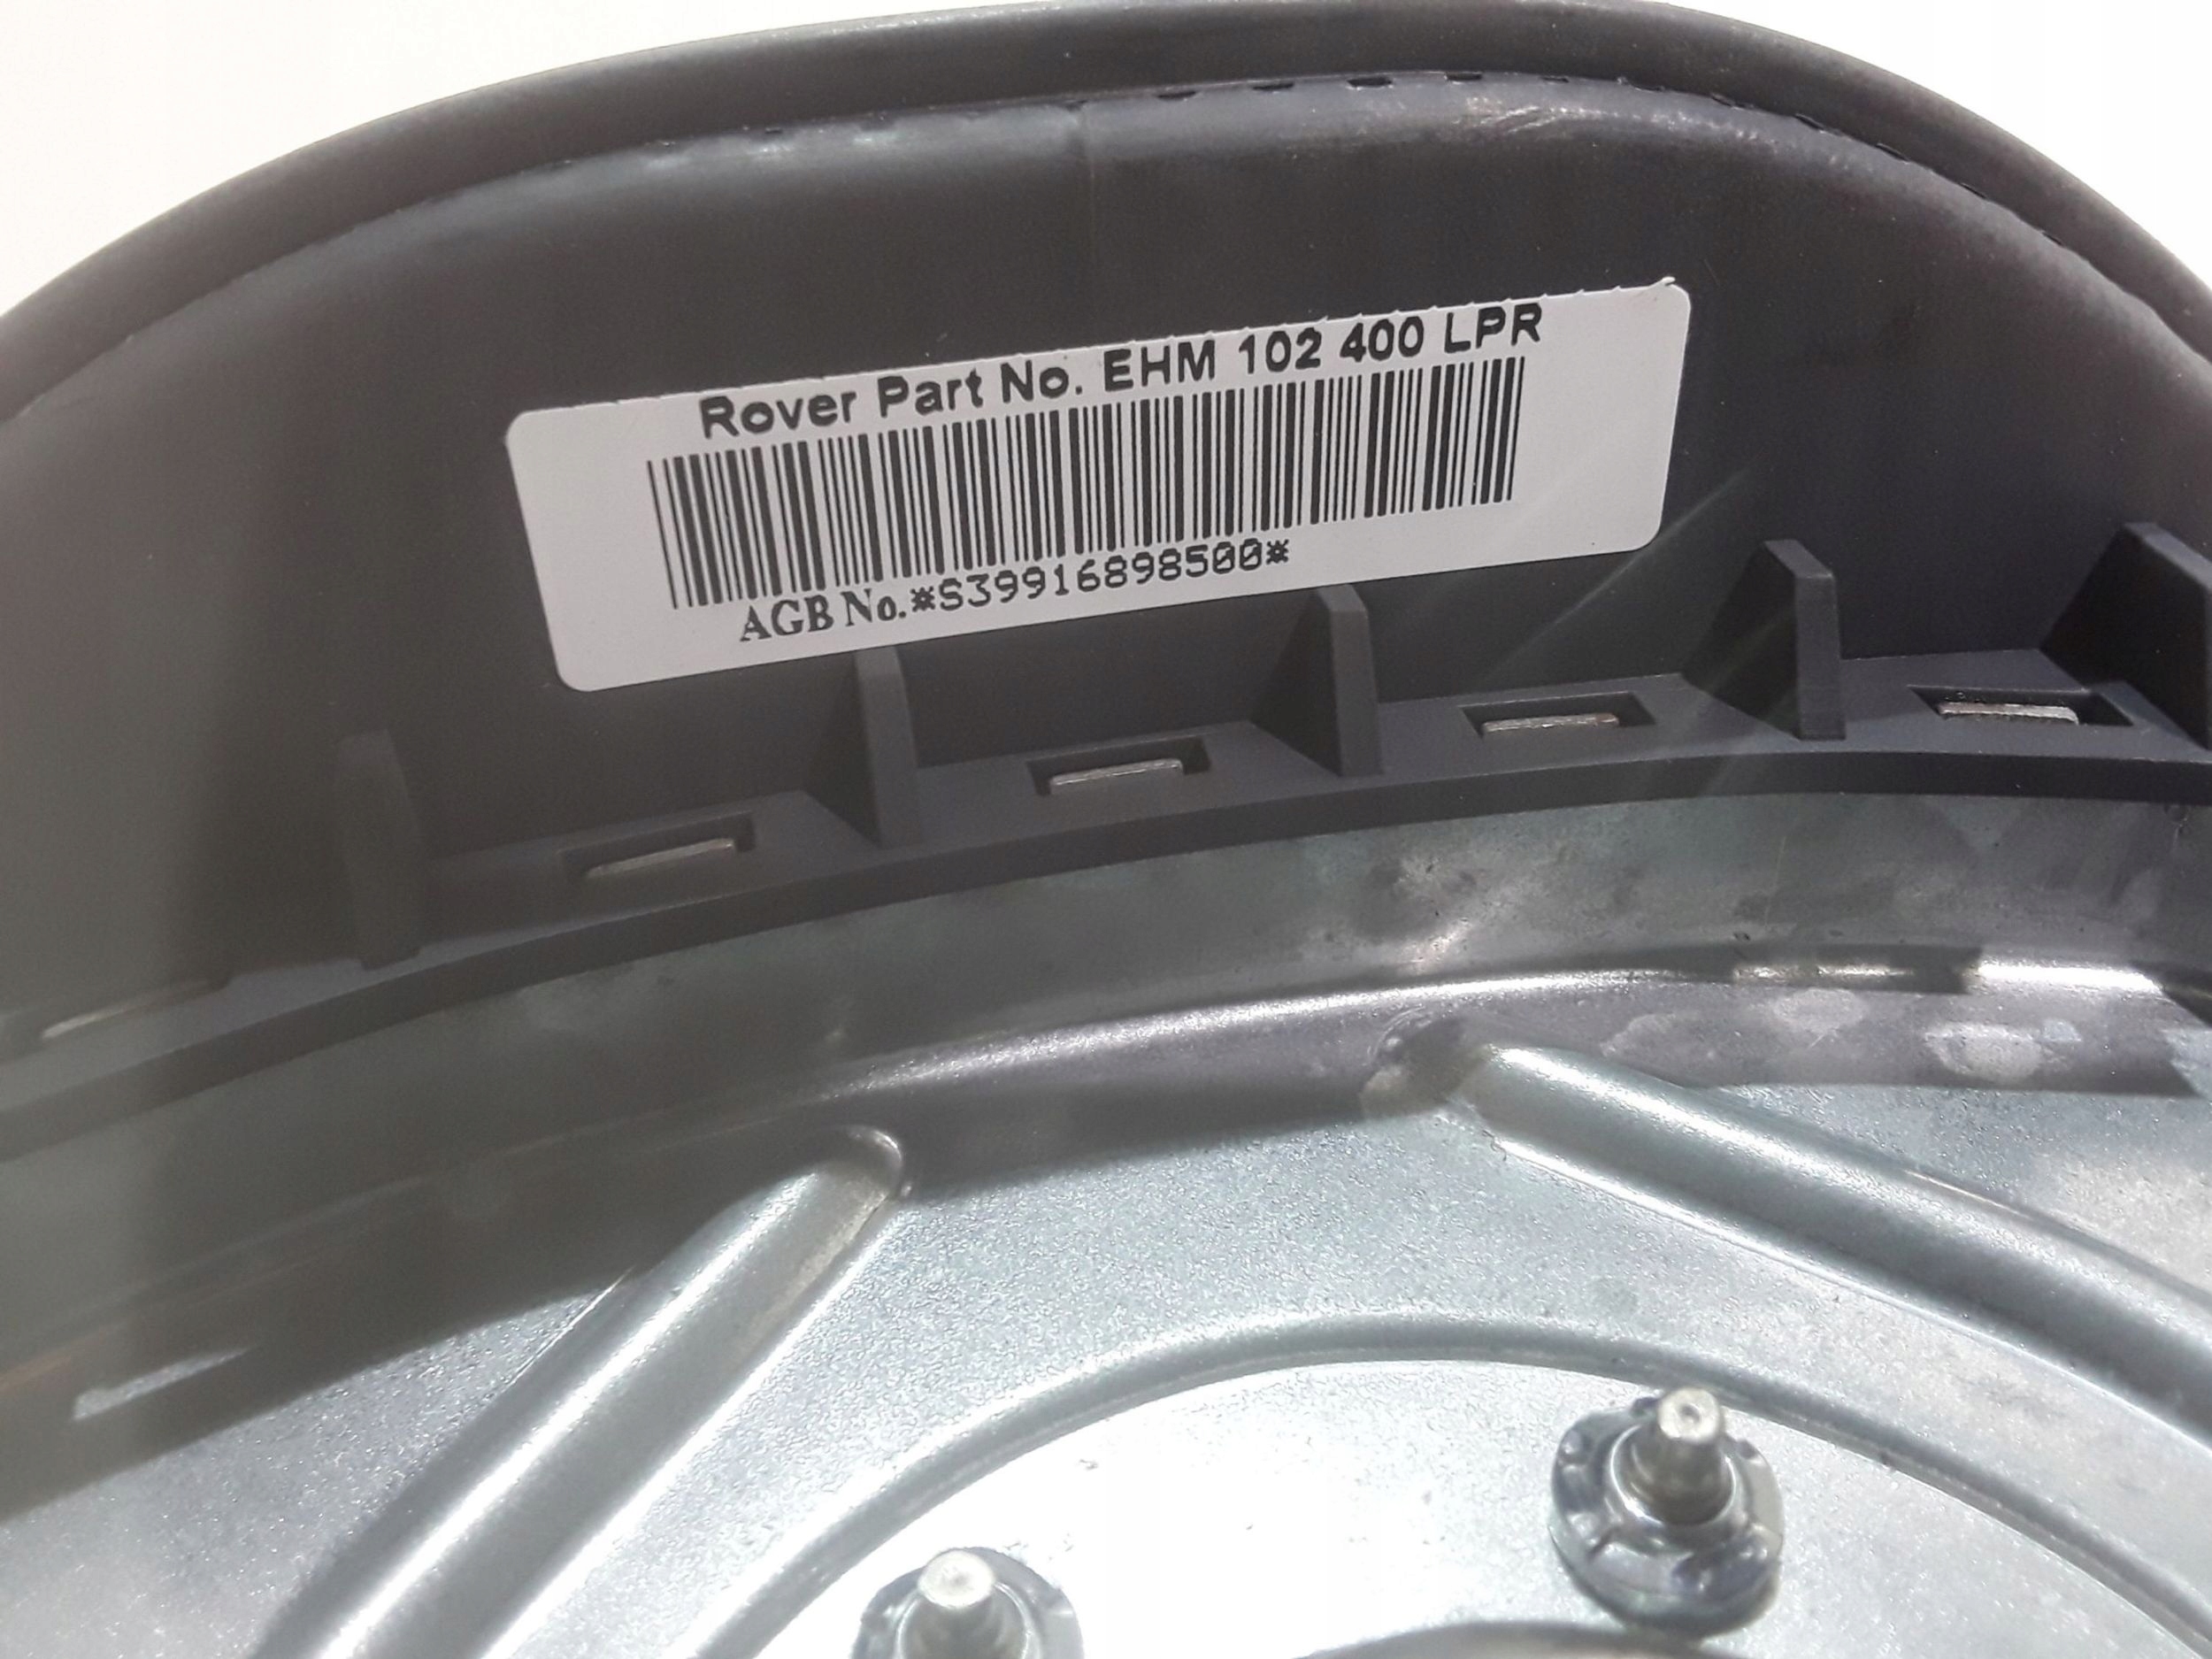 Rover Part No. EHM 102 400 LPR
AGB No.*S39916898500*